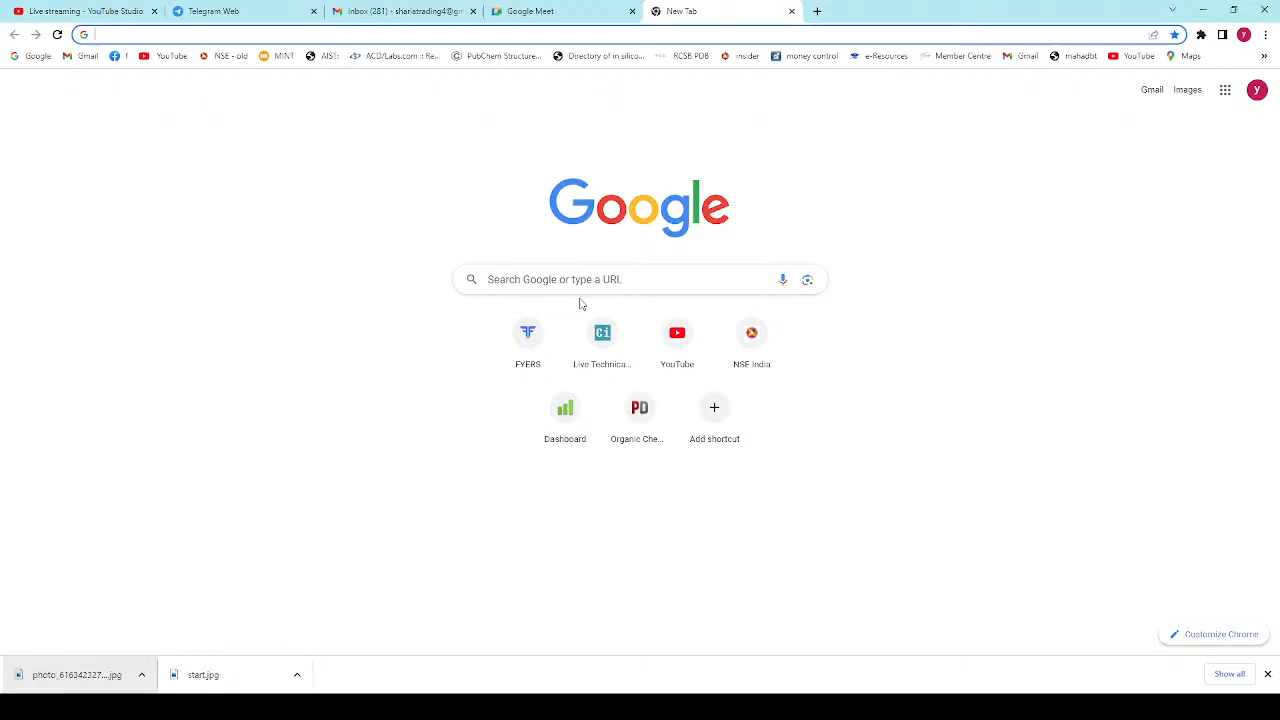 Live streaming - YouTube Studio
Telegram Web
Inbox (281) - shariatrading4@gm
Google Meet
New Tab
G
Google
Gmail
f
YouTube
NSE - old
MINT
AIST:
ACD/Labs.com :: Re...
PubChem Structure...
Directory of in silico...
RCSB PDB
insider
money control
e-Resources
Member Centre
Gmail
mahadbt
YouTube
Maps
»
y
Gmail
Images
y
Google
Search Google or type a URL
FYERS
Ci
Live Technica...
YouTube
NSE India
Dashboard
PD
Organic Che...
Add shortcut
Customize Chrome
photo_616342327....jpg
start.jpg
Show all